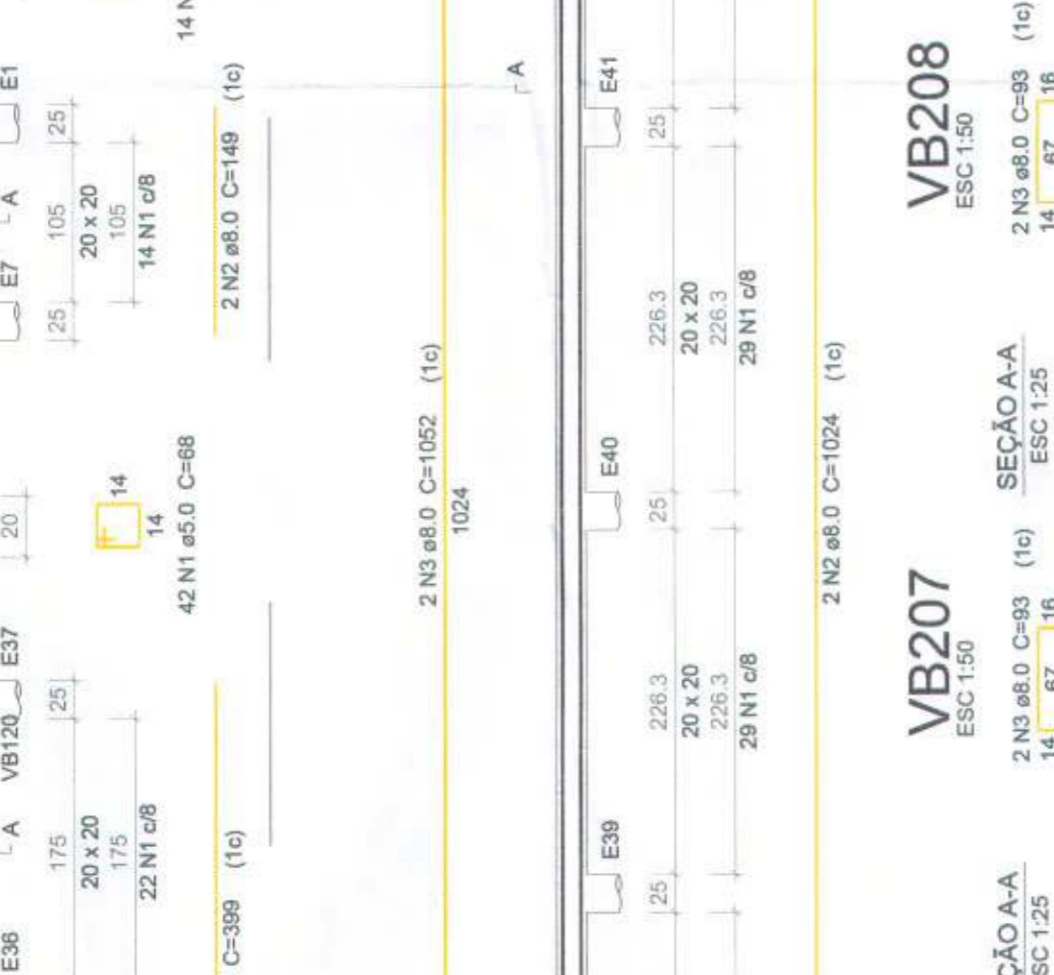 E36 A VB120 E37 20 E7 A E1
175 25 25 105 25
20 x 20 20 x 20
175 14 105
22 N1 c/8 14 14 N1 c/8
42 N1 ø5.0 C=68 14 N
C=399 (1c) 2 N2 ø8.0 C=149 (1c)
2 N3 ø8.0 C=1052 (1c)
1024
A
E39 E40 E41
25 226.3 25 226.3 25
20 x 20 20 x 20
226.3 226.3
29 N1 c/8 29 N1 c/8
2 N2 ø8.0 C=1024 (1c)
VB207
ESC 1:50
2 N3 ø8.0 C=93 (1c)
14 67 16
VB208
ESC 1:50
2 N3 ø8.0 C=93 (1c)
14 67 16
ÇÃO A-A
SC 1:25
SEÇÃO A-A
ESC 1:25